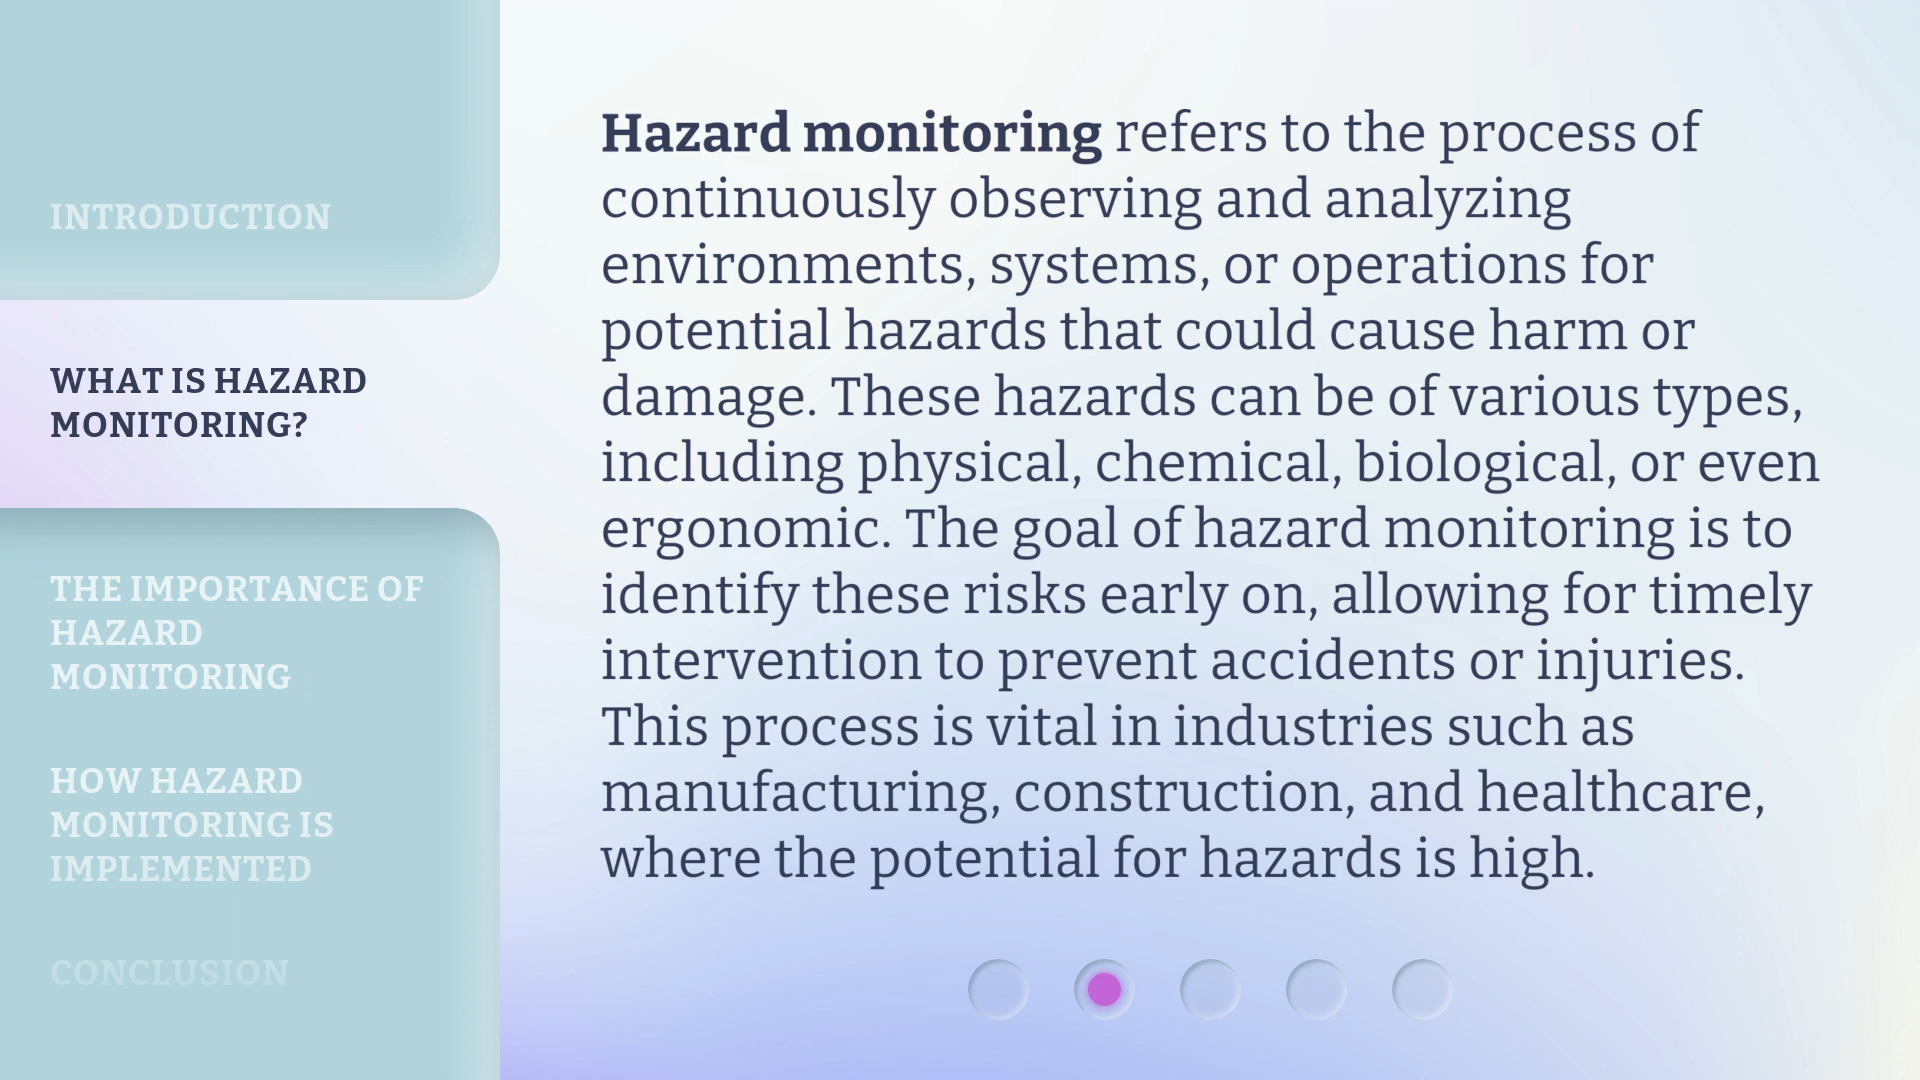 INTRODUCTION
WHAT IS HAZARD
MONITORING?
THE IMPORTANCE OF
HAZARD
MONITORING
HOW HAZARD
MONITORING IS
IMPLEMENTED
CONCLUSION
Hazard monitoring refers to the process of
continuously observing and analyzing
environments, systems, or operations for
potential hazards that could cause harm or
damage. These hazards can be of various types,
including physical, chemical, biological, or even
ergonomic. The goal of hazard monitoring is to
identify these risks early on, allowing for timely
intervention to prevent accidents or injuries.
This process is vital in industries such as
manufacturing, construction, and healthcare,
where the potential for hazards is high.